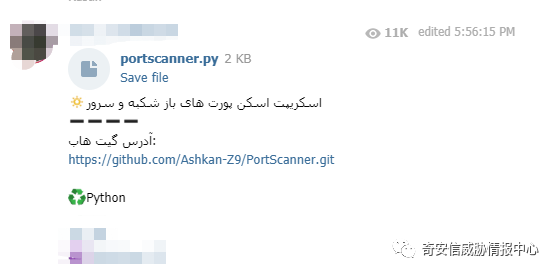 11K edited 5:56:15 PM
portscanner.py 2 KB
Save file
اسکریپت اسکن پورت های باز شکبه و سرور
آدرس گیت هاب:
https://github.com/Ashkan-Z9/PortScanner.git
Python
奇安信威胁情报中心